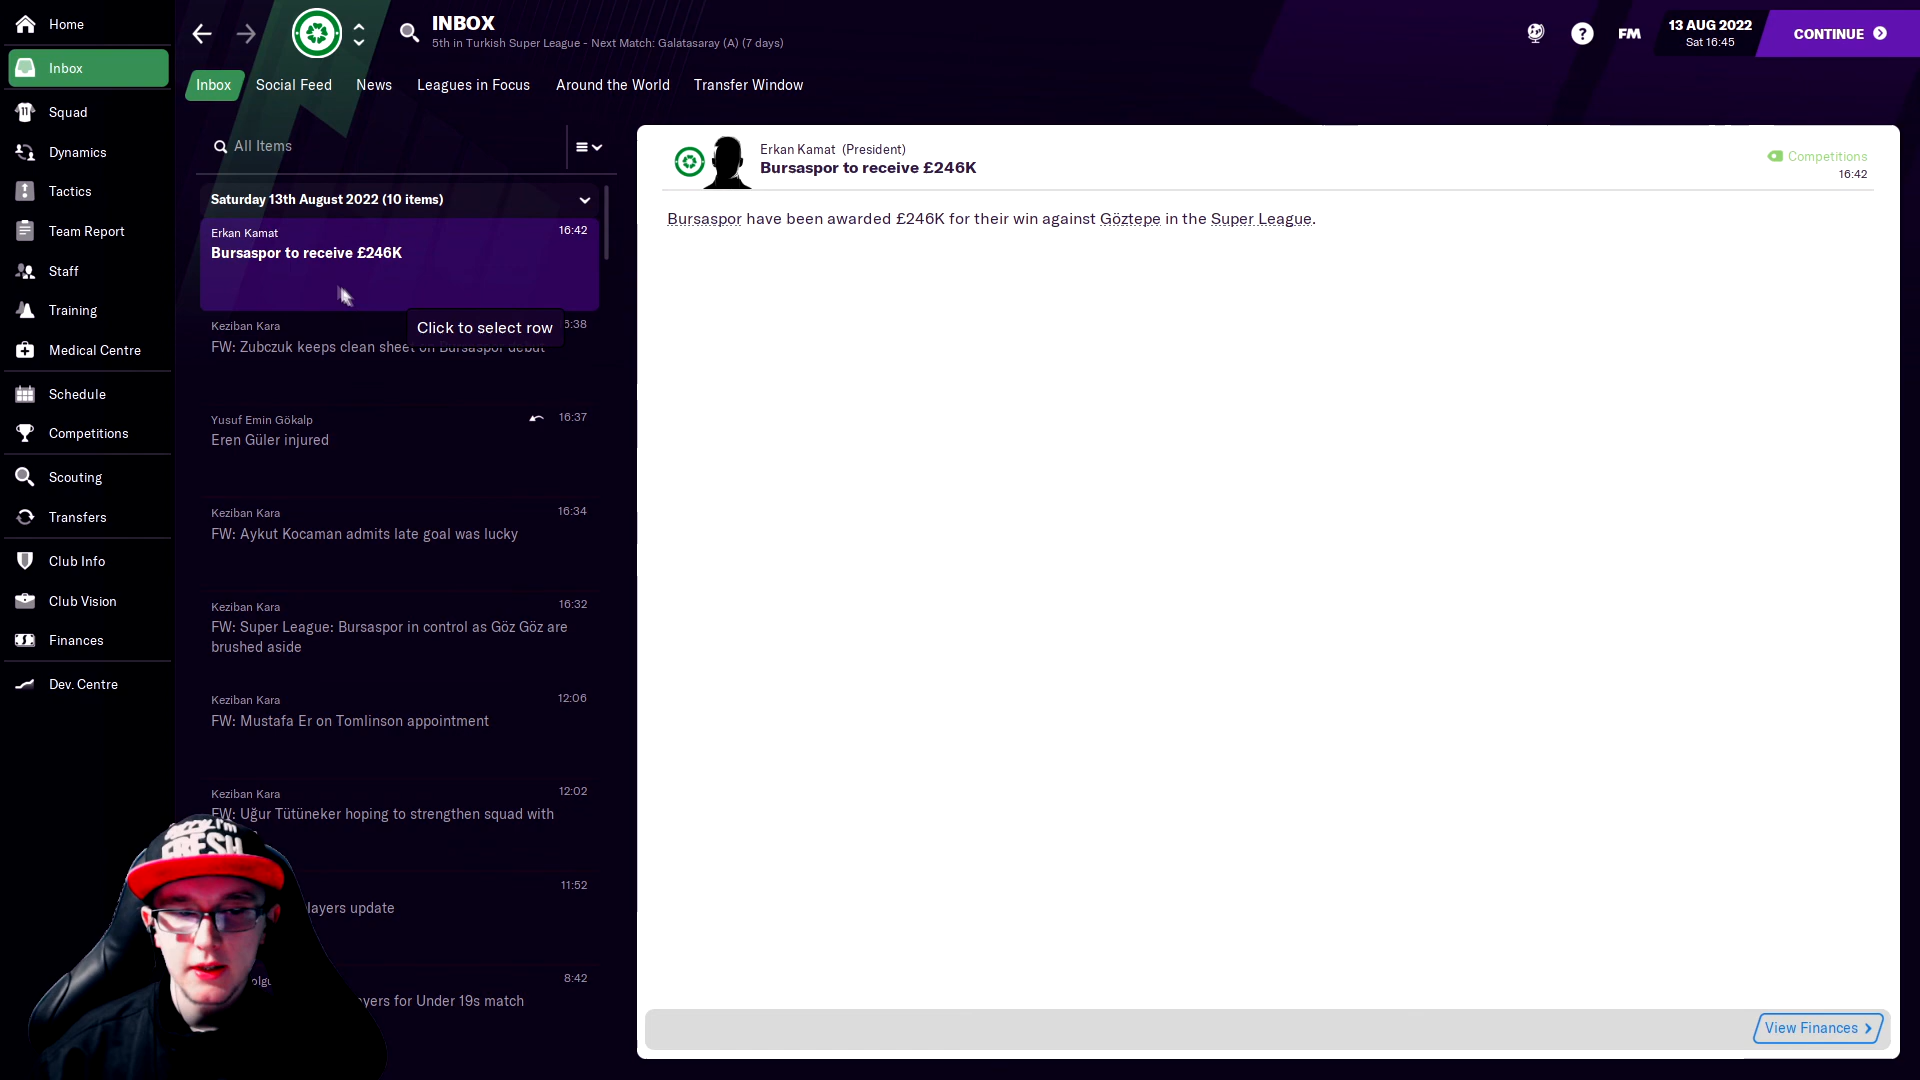 Home
Inbox
Squad
Dynamics
Tactics
Team Report
Staff
Training
Medical Centre
Schedule
Competitions
Scouting
Transfers
Club Info
Club Vision
Finances
Dev. Centre
INBOX
5th in Turkish Super League - Next Match: Galatasaray (A) (7 days)
FM
13 AUG 2022
Sat 16:45
CONTINUE
Inbox Social Feed News Leagues in Focus Around the World Transfer Window
All Items
Saturday 13th August 2022 (10 items)
Erkan Kamat 16:42
Bursaspor to receive £246K
Click to select row
Keziban Kara 6:38
FW: Zubczuk keeps clean sheet on Bursaspor debut
Yusuf Emin Gökalp 16:37
Eren Güler injured
Keziban Kara 16:34
FW: Aykut Kocaman admits late goal was lucky
Keziban Kara 16:32
FW: Super League: Bursaspor in control as Göz Göz are
brushed aside
Keziban Kara 12:06
FW: Mustafa Er on Tomlinson appointment
Keziban Kara 12:02
FW: Uğur Tütüneker hoping to strengthen squad with
11:52
layers update
8:42
yers for Under 19s match
FRESH
Erkan Kamat (President)
Bursaspor to receive £246K
Competitions
16:42
Bursaspor have been awarded £246K for their win against Göztepe in the Super League.
View Finances